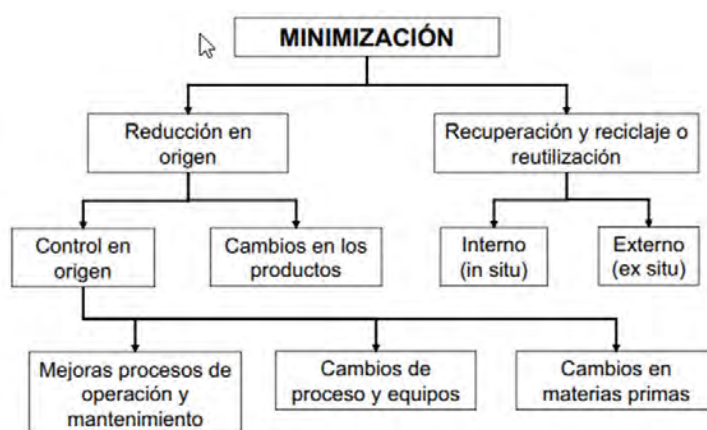 MINIMIZACIÓN
Reducción en
origen
Recuperación y reciclaje o
reutilización
Control en
origen
Cambios en los
productos
Interno
(in situ)
Externo
(ex situ)
Mejoras procesos de
operación y
mantenimiento
Cambios de
proceso y equipos
Cambios en
materias primas